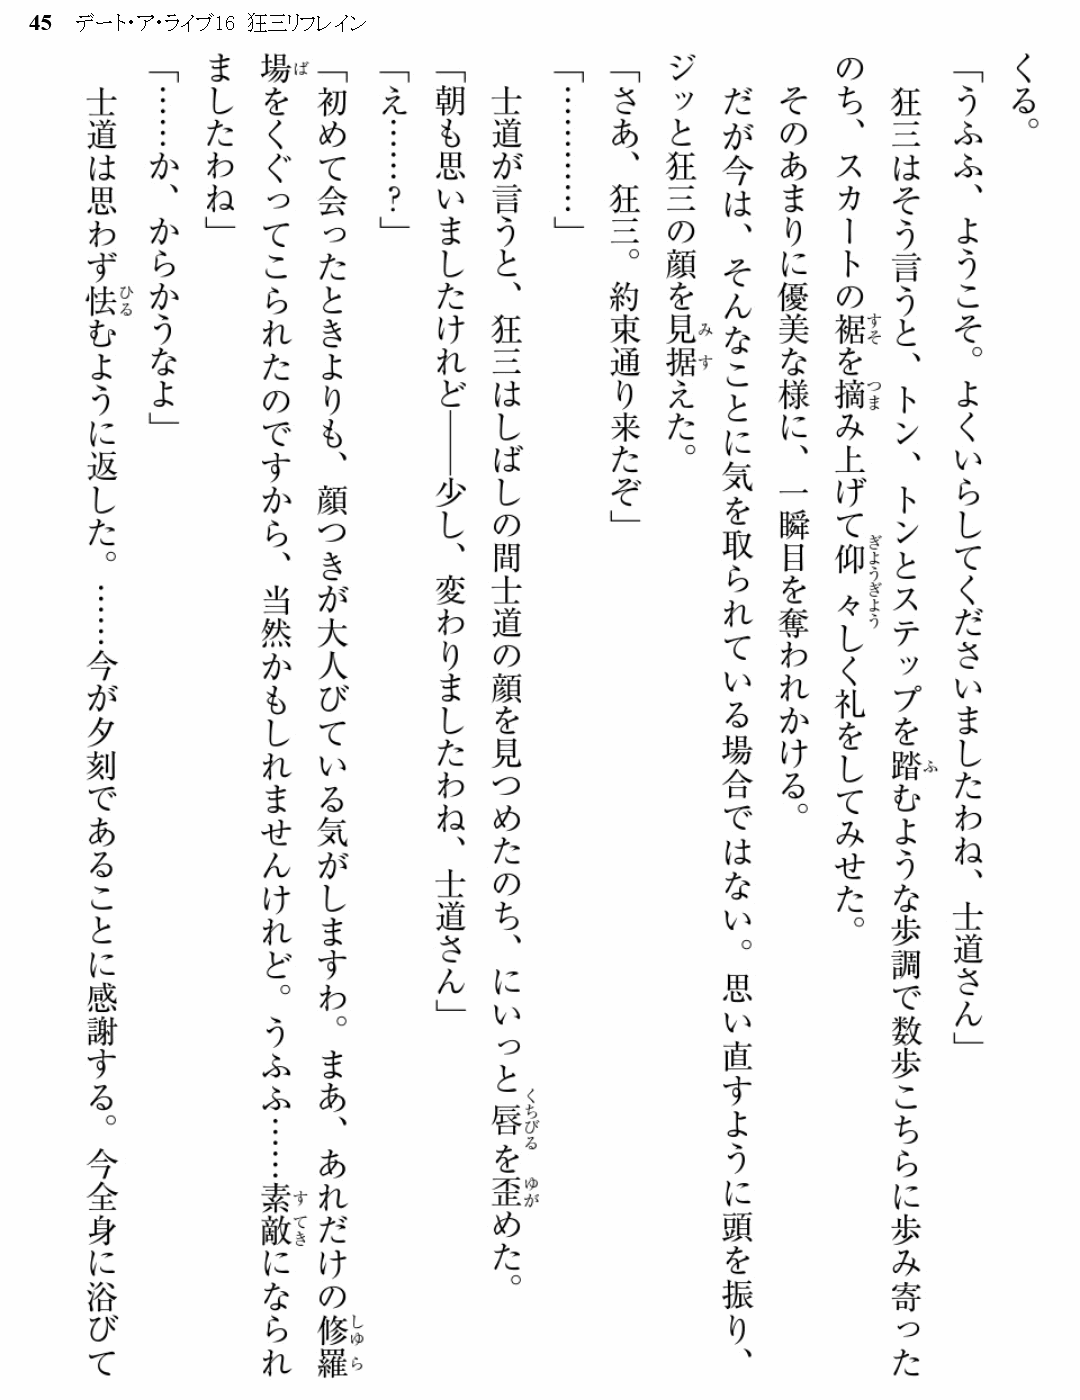 45 デート・ア・ライブ16 狂三リフレイン
くる。
「うふふ、ようこそ。よくいらしてくださいましたわね、士道さん」
狂三はそう言うと、トン、トンとステップを踏むような歩調で数歩こちらに歩み寄った
のち、スカートの裾を摘み上げて仰々しく礼をしてみせた。
そのあまりに優美な様に、一瞬目を奪われかける。
だが今は、そんなことに気を取られている場合ではない。思い直すように頭を振り、
ジッと狂三の顔を見据えた。
「さあ、狂三。約束通り来たぞ」
「…………」
士道が言うと、狂三はしばしの間士道の顔を見つめたのち、にいっと唇を歪めた。
「朝も思いましたけれど――少し、変わりましたわね、士道さん」
「え……?」
「初めて会ったときよりも、顔つきが大人びている気がしますわ。まあ、あれだけの修羅
場をくぐってこられたのですから、当然かもしれませんけれど。うふふ……素敵になられ
ましたわね」
「……か、からかうなよ」
士道は思わず怯むように返した。……今が夕刻であることに感謝する。今全身に浴びて